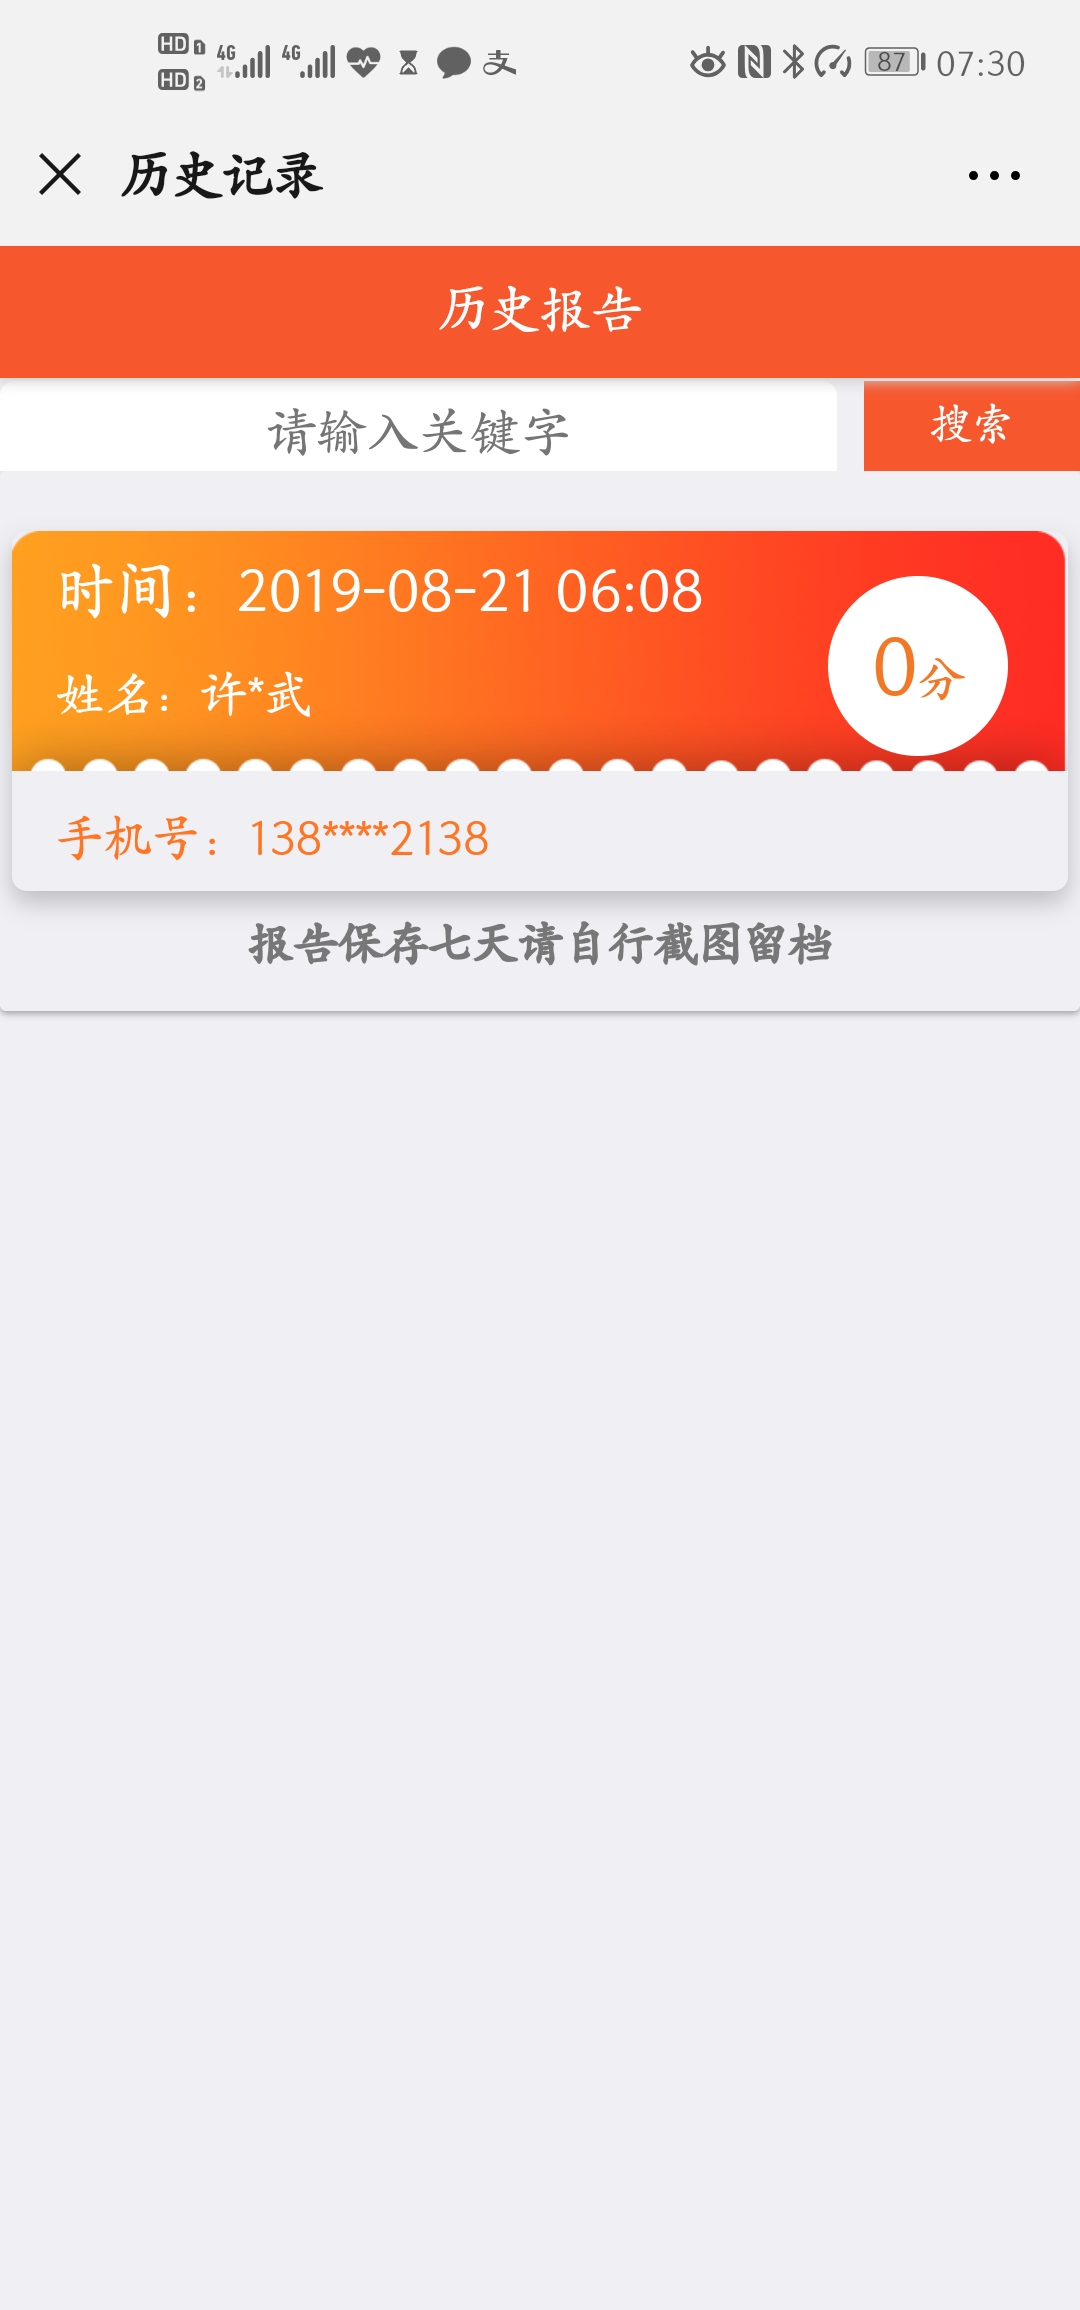 HD 1 4G 4G 支 87 07:30
HD 2
历史记录
历史报告
请输入关键字 搜索
时间：2019-08-21 06:08
姓名：许*武
0分
手机号：138****2138
报告保存七天请自行截图留档